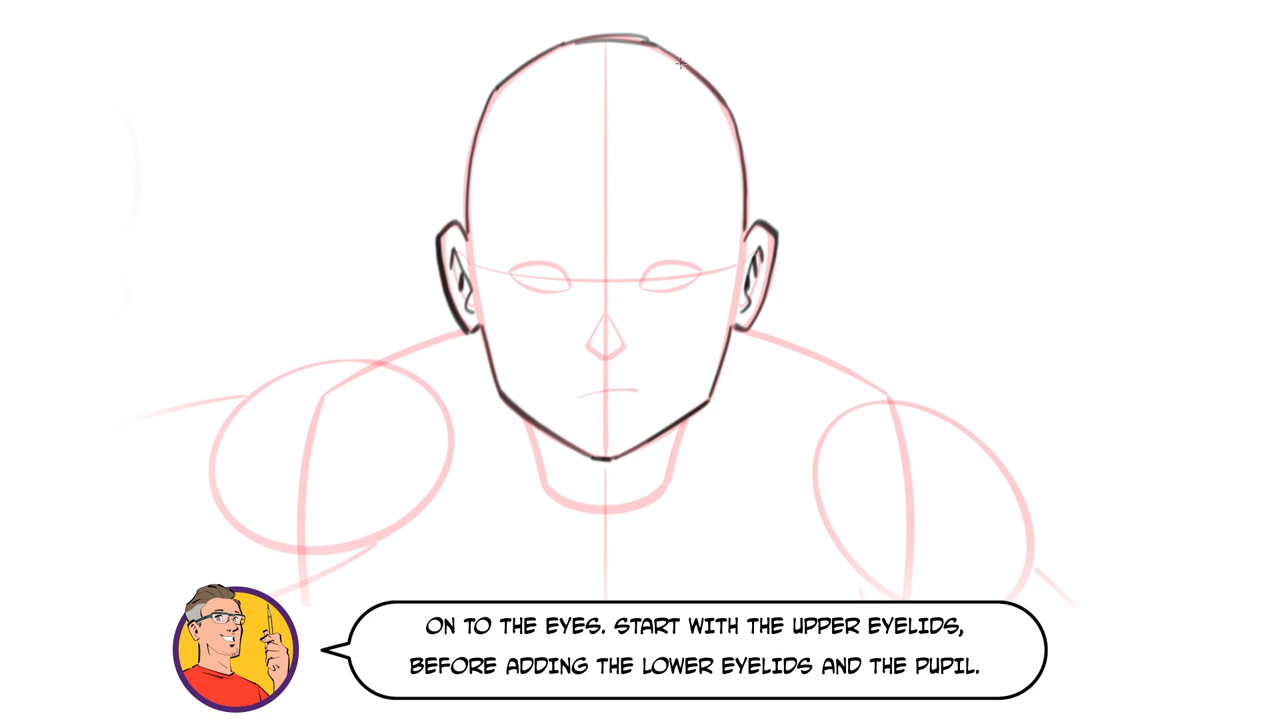 ON TO THE EYES. START WITH THE UPPER EYELIDS,
BEFORE ADDING THE LOWER EYELIDS AND THE PUPIL.